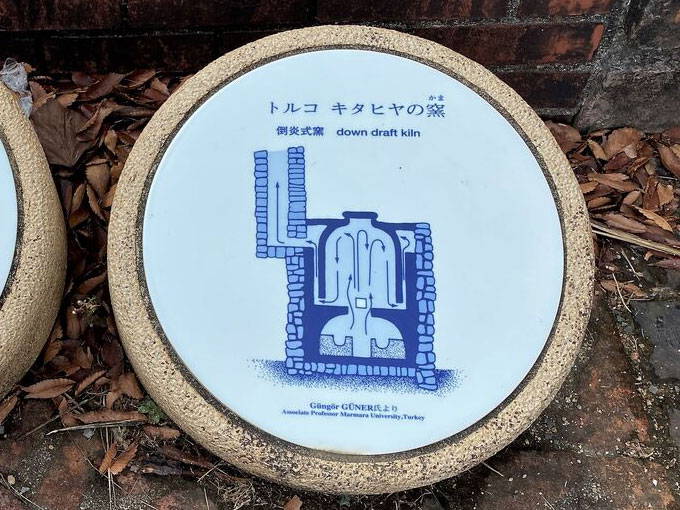 トルコ キタヒヤの窯
かま
倒炎式窯 down draft kiln
Güngör GÜNER氏より
Associate Professor Marmara University,Turkey